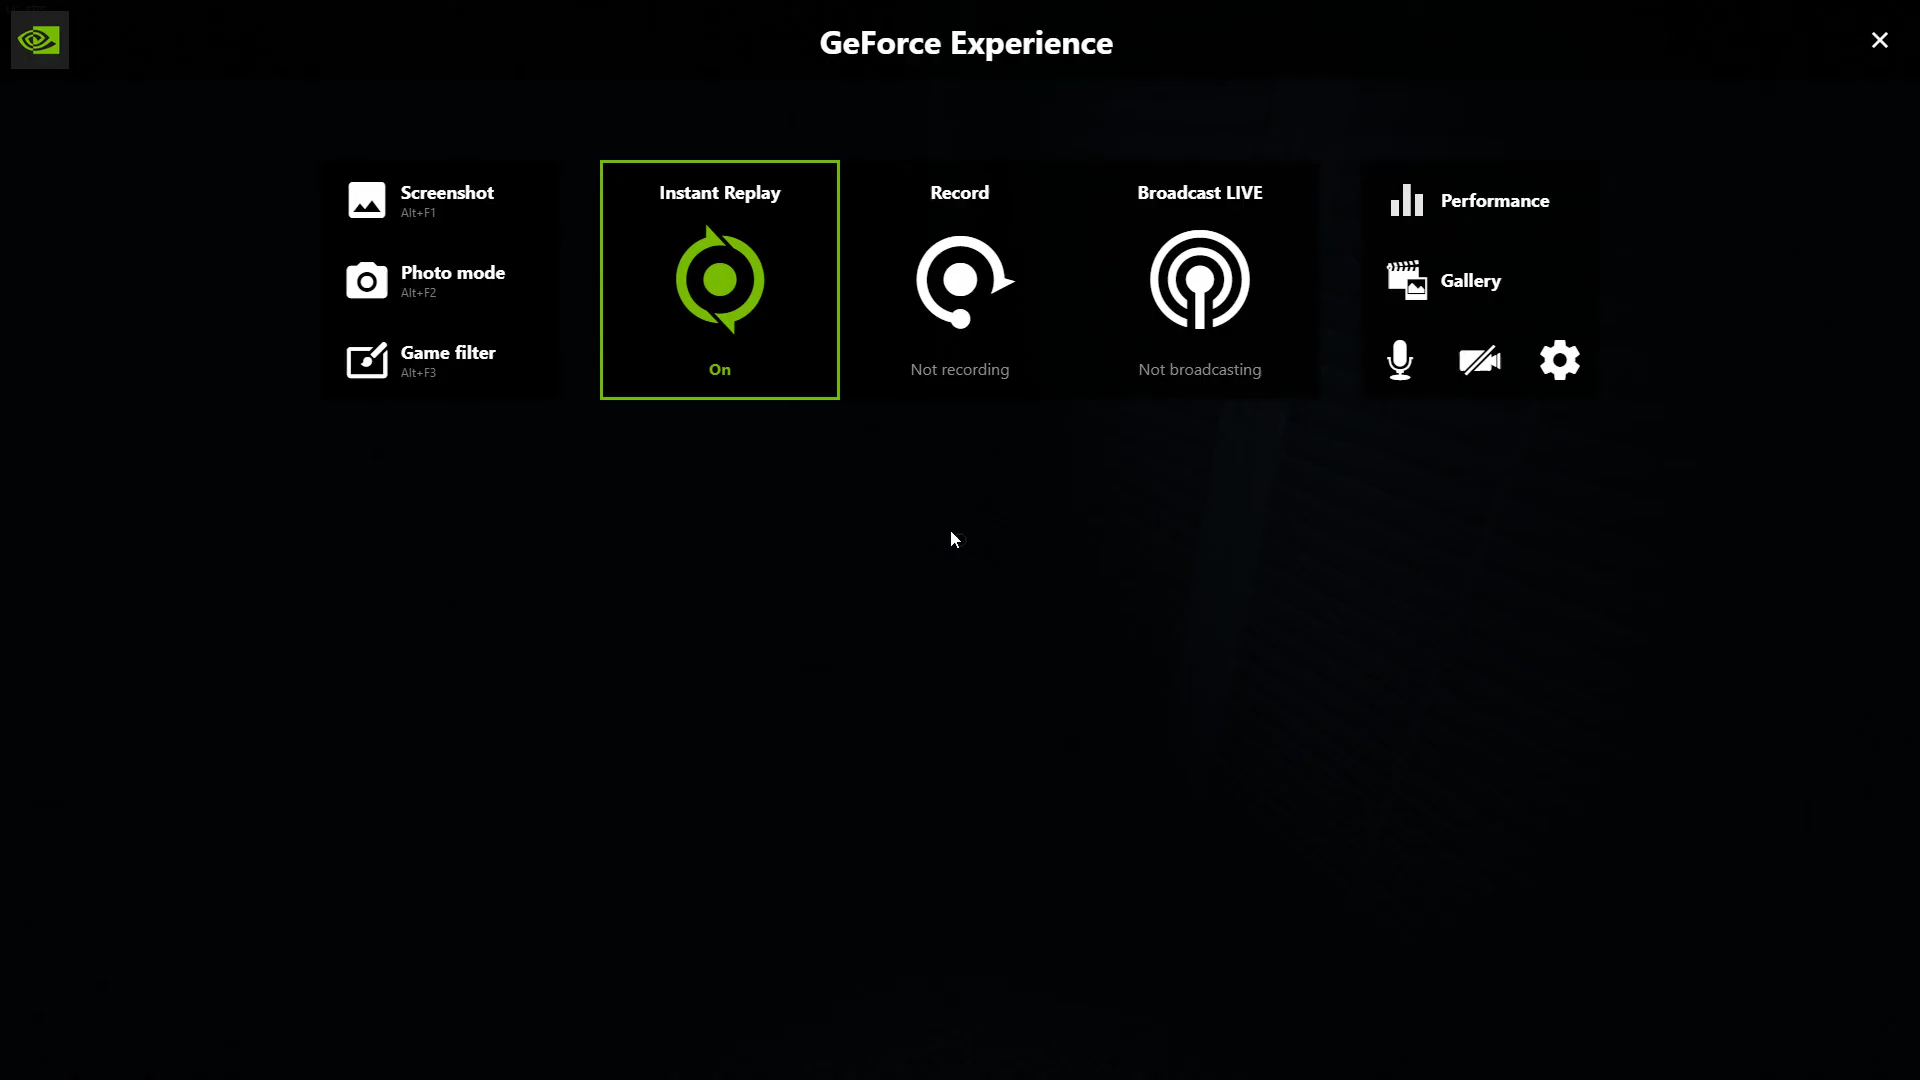 GeForce Experience
Screenshot
Alt+F1
Photo mode
Alt+F2
Game filter
Alt+F3
Instant Replay
On
Record
Not recording
Broadcast LIVE
Not broadcasting
Performance
Gallery